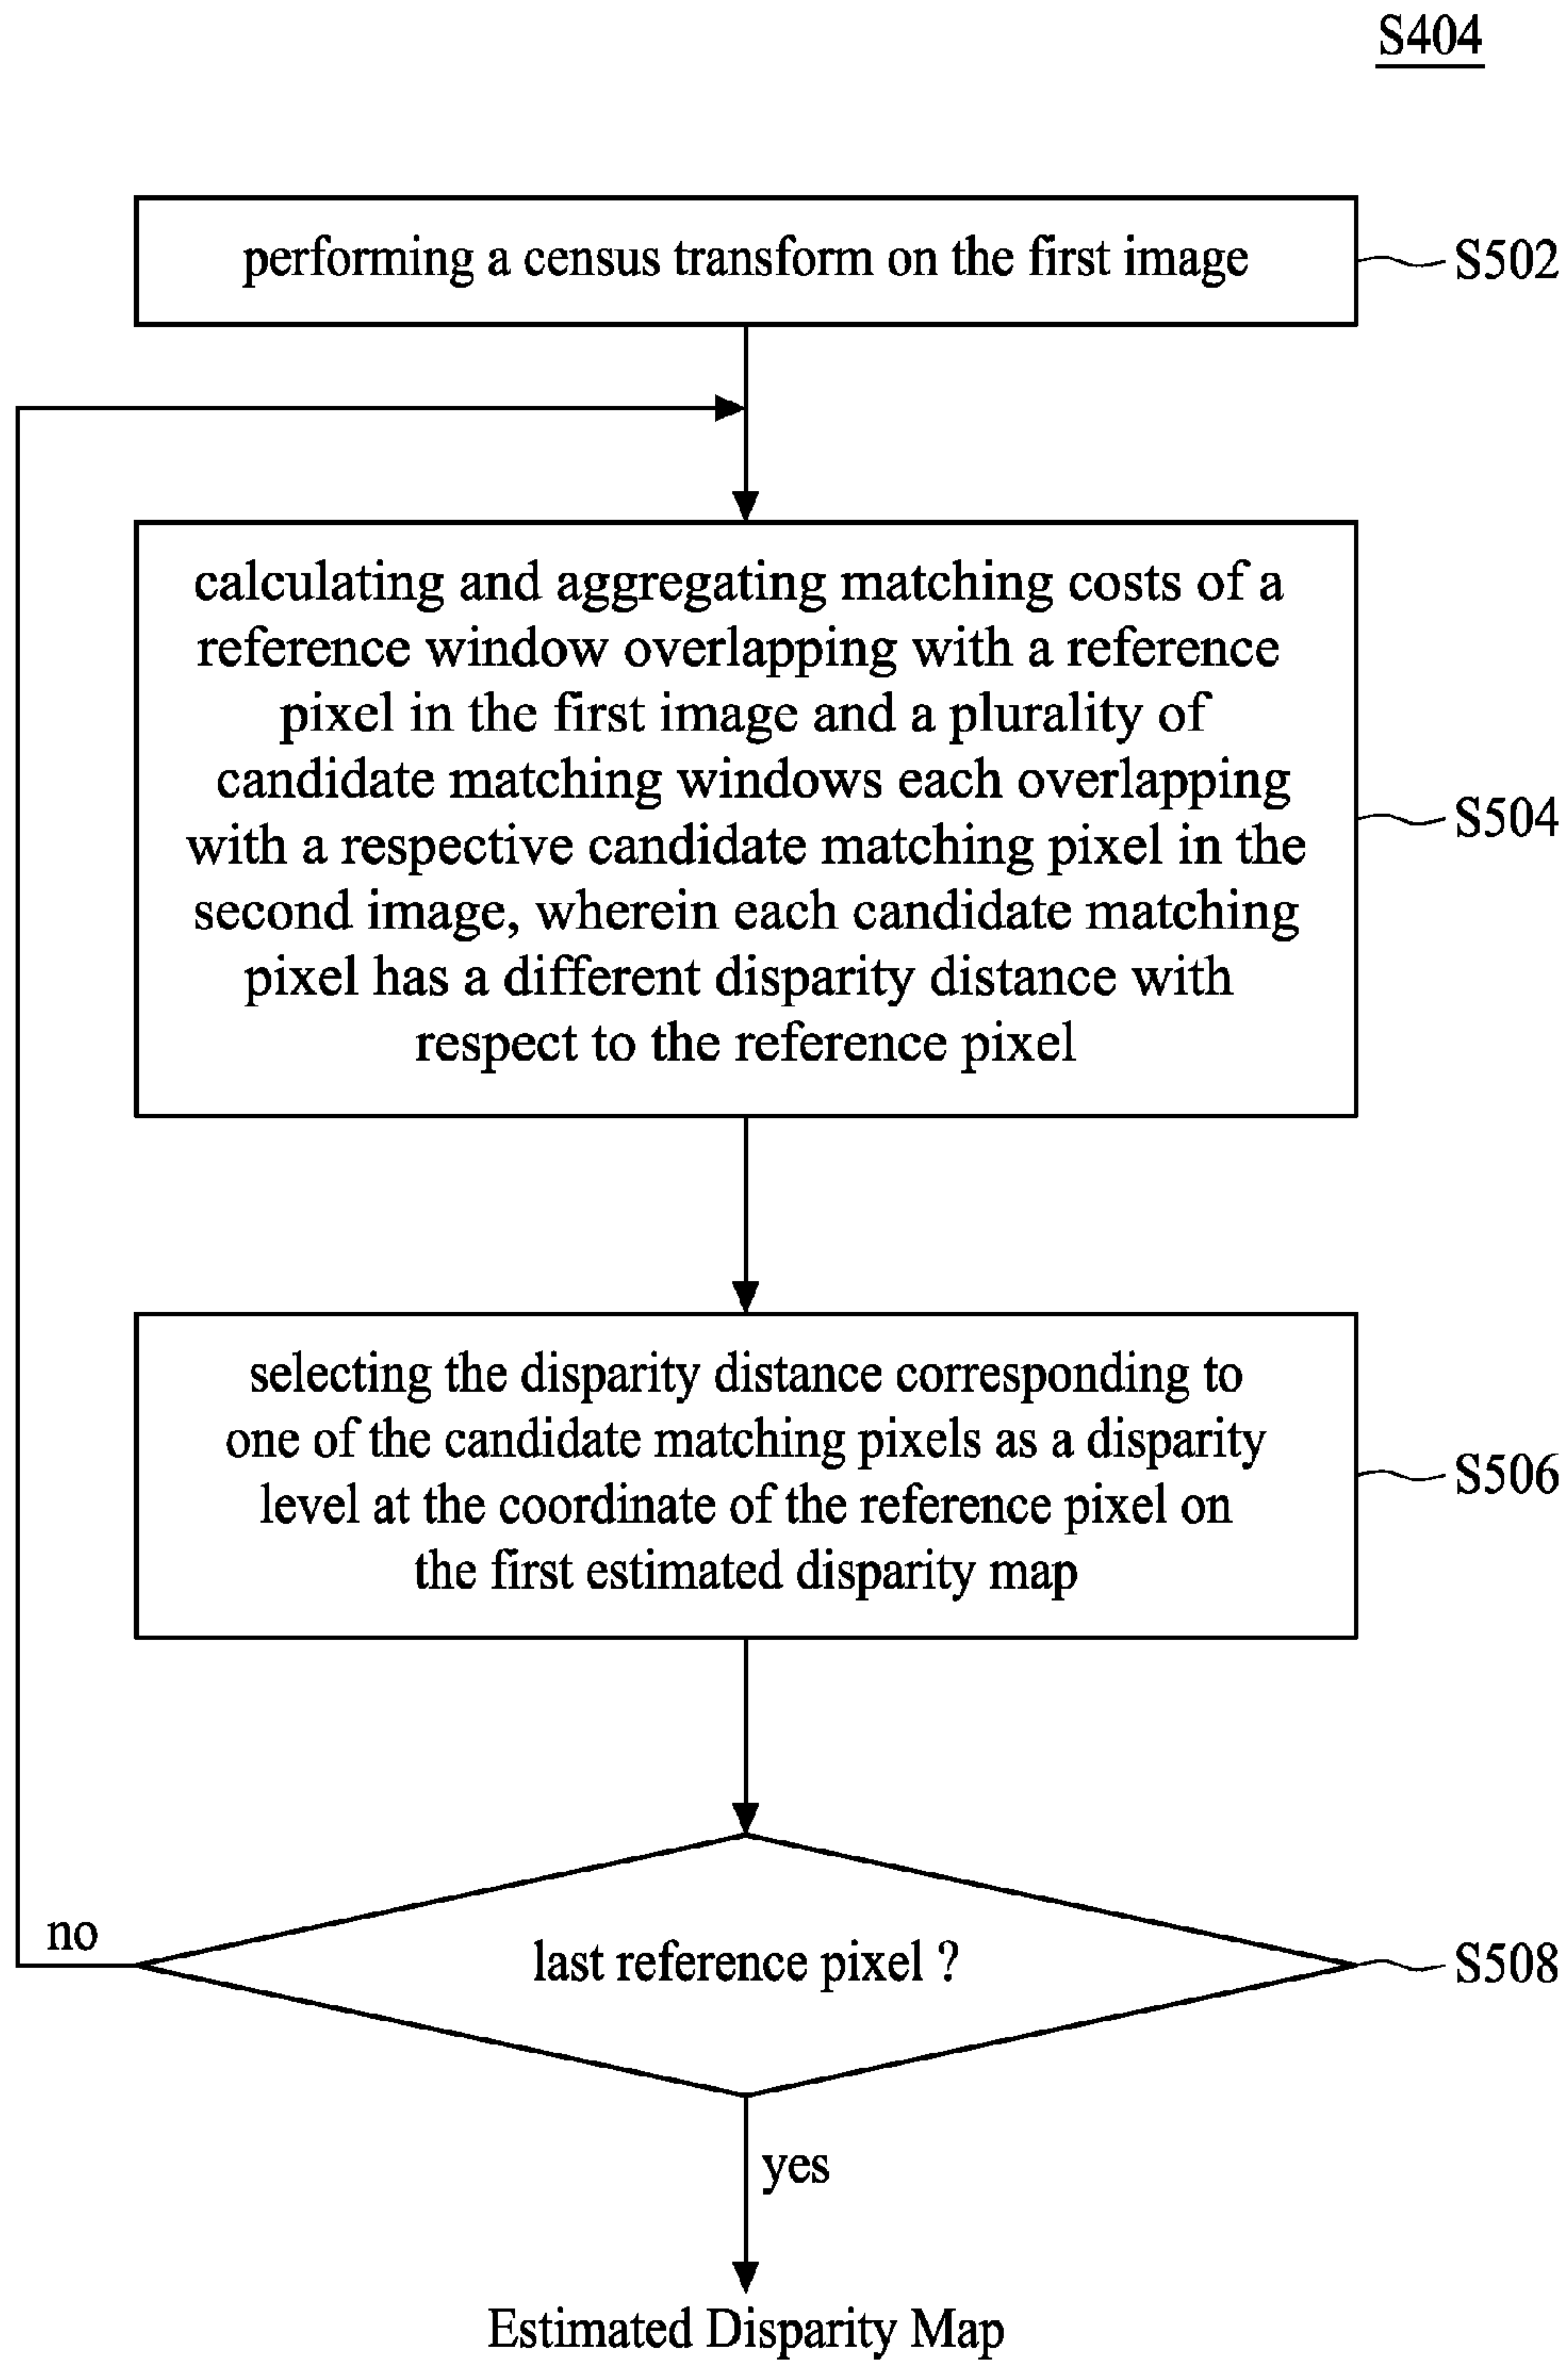 S404
performing a census transform on the first image
S502
calculating and aggregating matching costs of a
reference window overlapping with a reference
pixel in the first image and a plurality of
candidate matching windows each overlapping
with a respective candidate matching pixel in the
second image, wherein each candidate matching
pixel has a different disparity distance with
respect to the reference pixel
S504
selecting the disparity distance corresponding to
one of the candidate matching pixels as a disparity
level at the coordinate of the reference pixel on
the first estimated disparity map
S506
no
last reference pixel ?
S508
yes
Estimated Disparity Map